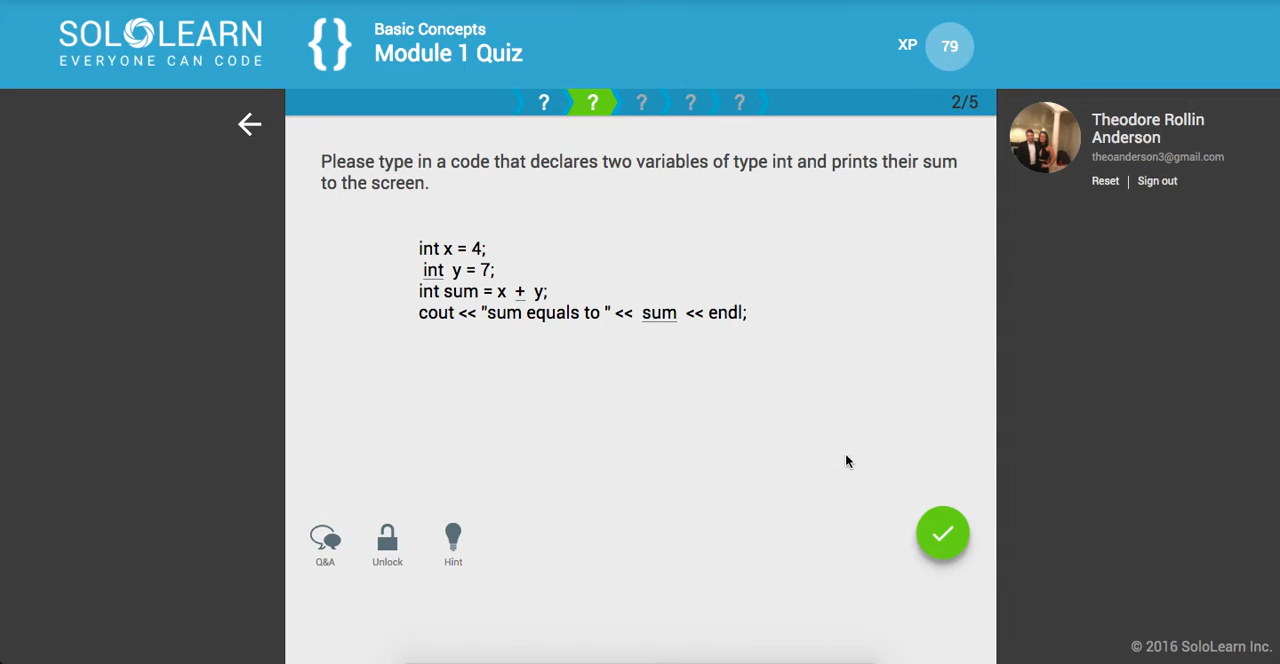 SOLOLEARN
EVERYONE CAN CODE
{ }
Basic Concepts
Module 1 Quiz
XP 79
? ? ? ? ?
2/5
Please type in a code that declares two variables of type int and prints their sum
to the screen.
int x = 4;
int y = 7;
int sum = x + y;
cout << "sum equals to " << sum << endl;
Q&A
Unlock
Hint
Theodore Rollin
Anderson
theoanderson3@gmail.com
Reset | Sign out
© 2016 SoloLearn Inc.